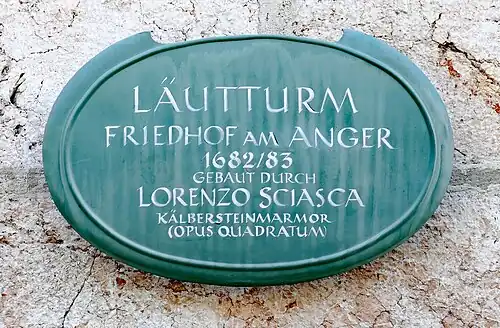 LÄUTTURM
FRIEDHOF AM ANGER
1682/83
GEBAUT DURCH
LORENZO SCIASCA
KÄLBERSTEINMARMOR
(OPUS QUADRATUM)